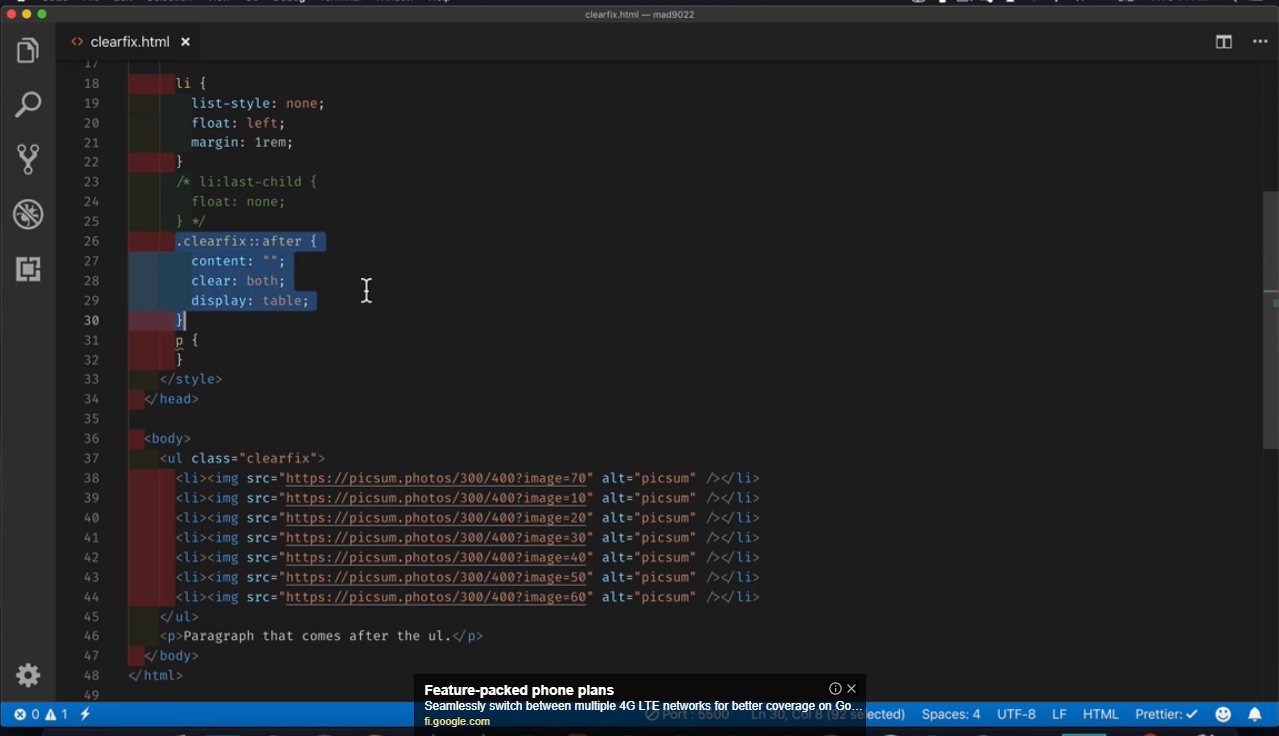 clearfix.html — mad9022
<> clearfix.html ×
17
18 li {
19 list-style: none;
20 float: left;
21 margin: 1rem;
22 }
23 /* li:last-child {
24 float: none;
25 } */
26 .clearfix::after {
27 content: "";
28 clear: both;
29 display: table;
30 }
31 p {
32 }
33 </style>
34 </head>
35
36 <body>
37 <ul class="clearfix">
38 <li><img src="https://picsum.photos/300/400?image=70" alt="picsum" /></li>
39 <li><img src="https://picsum.photos/300/400?image=10" alt="picsum" /></li>
40 <li><img src="https://picsum.photos/300/400?image=20" alt="picsum" /></li>
41 <li><img src="https://picsum.photos/300/400?image=30" alt="picsum" /></li>
42 <li><img src="https://picsum.photos/300/400?image=40" alt="picsum" /></li>
43 <li><img src="https://picsum.photos/300/400?image=50" alt="picsum" /></li>
44 <li><img src="https://picsum.photos/300/400?image=60" alt="picsum" /></li>
45 </ul>
46 <p>Paragraph that comes after the ul.</p>
47 </body>
48 </html>
49
Feature-packed phone plans
Seamlessly switch between multiple 4G LTE networks for better coverage on Go...
fi.google.com
0 1 Port : 5500 Ln 30, Col 8 (92 selected) Spaces: 4 UTF-8 LF HTML Prettier: ✓